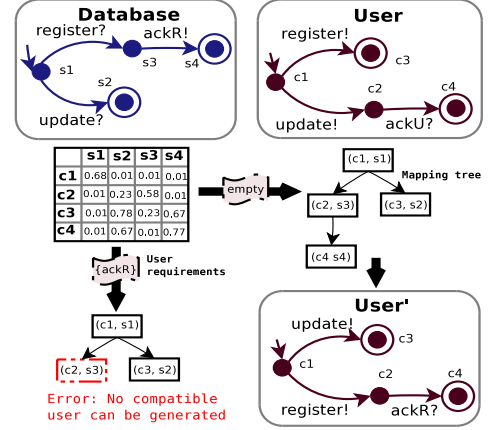 Database
register? ackR!
s1 s3 s4
s2
update?
User
register!
c3
c1
c2 c4
update! ackU?
s1 s2 s3 s4
c1 0.68 0.01 0.01 0.01
c2 0.01 0.23 0.58 0.01
c3 0.01 0.78 0.23 0.67
c4 0.01 0.67 0.01 0.77
empty
(c1, s1)
Mapping tree
(c2, s3) (c3, s2)
(c4 s4)
{ackR}
User
requirements
(c1, s1)
(c2, s3) (c3, s2)
Error: No compatible
user can be generated
User'
update!
c3
c1
c2 c4
register! ackR?